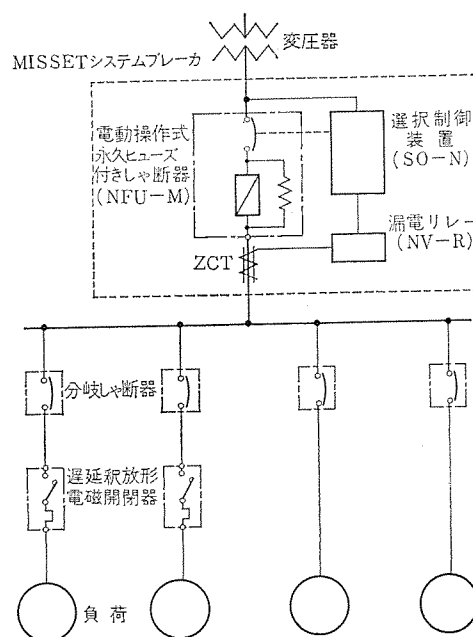 変圧器
MISSETシステムブレーカ
電動操作式
永久ヒューズ
付きしゃ断器
(NFU−M)
選択制御
装置
(SO−N)
漏電リレー
(NV−R)
ZCT
分岐しゃ断器
遅延釈放形
電磁開閉器
負荷